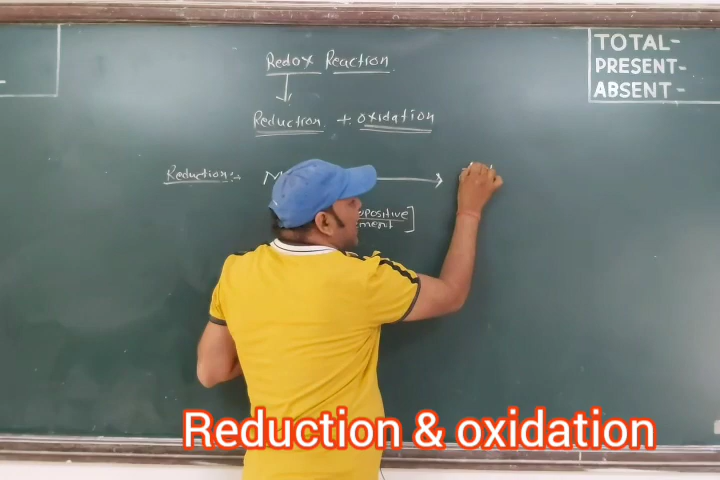 TOTAL-
PRESENT-
ABSENT-
Redox Reaction
Reduction + oxidation
Reduction:→
Reduction & oxidation